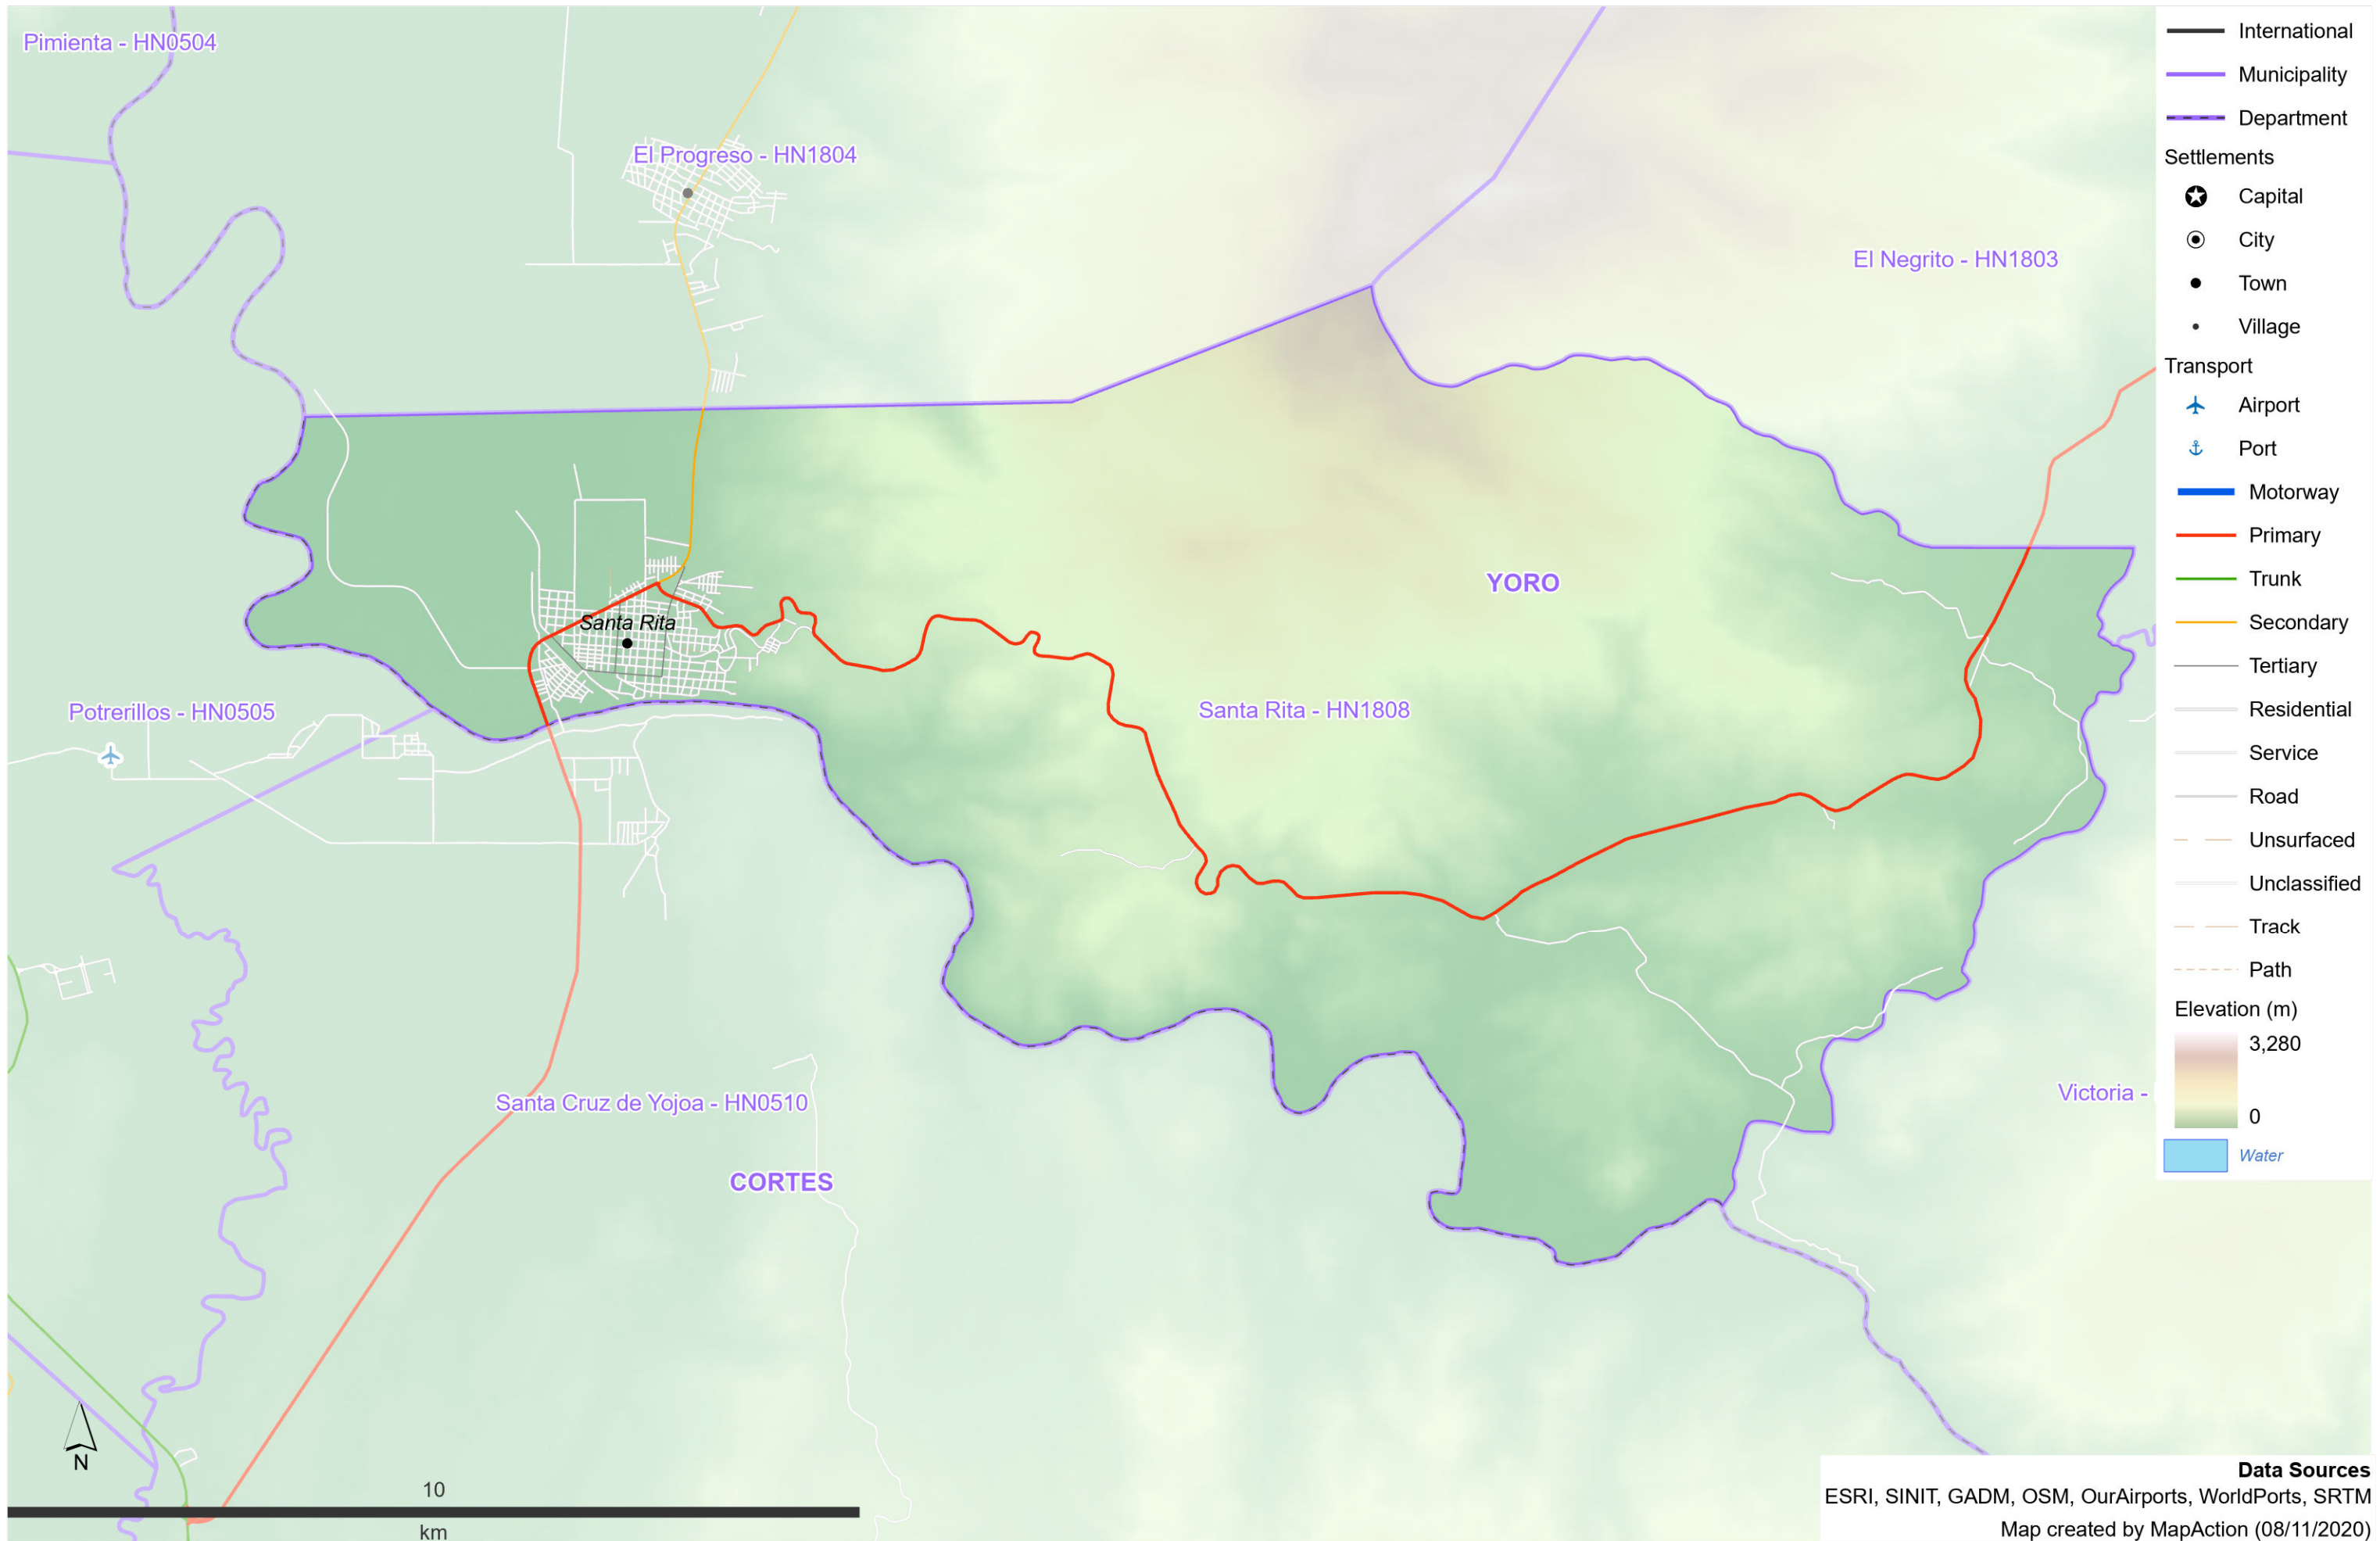 Pimienta - HN0504
El Progreso - HN1804
El Negrito - HN1803
YORO
Santa Rita
Santa Rita - HN1808
Potrerillos - HN0505
Victoria -
Santa Cruz de Yojoa - HN0510
CORTES
N
10
km
International
Municipality
Department
Settlements
Capital
City
Town
Village
Transport
Airport
Port
Motorway
Primary
Trunk
Secondary
Tertiary
Residential
Service
Road
Unsurfaced
Unclassified
Track
Path
Elevation (m)
3,280
0
Water
Data Sources
ESRI, SINIT, GADM, OSM, OurAirports, WorldPorts, SRTM
Map created by MapAction (08/11/2020)